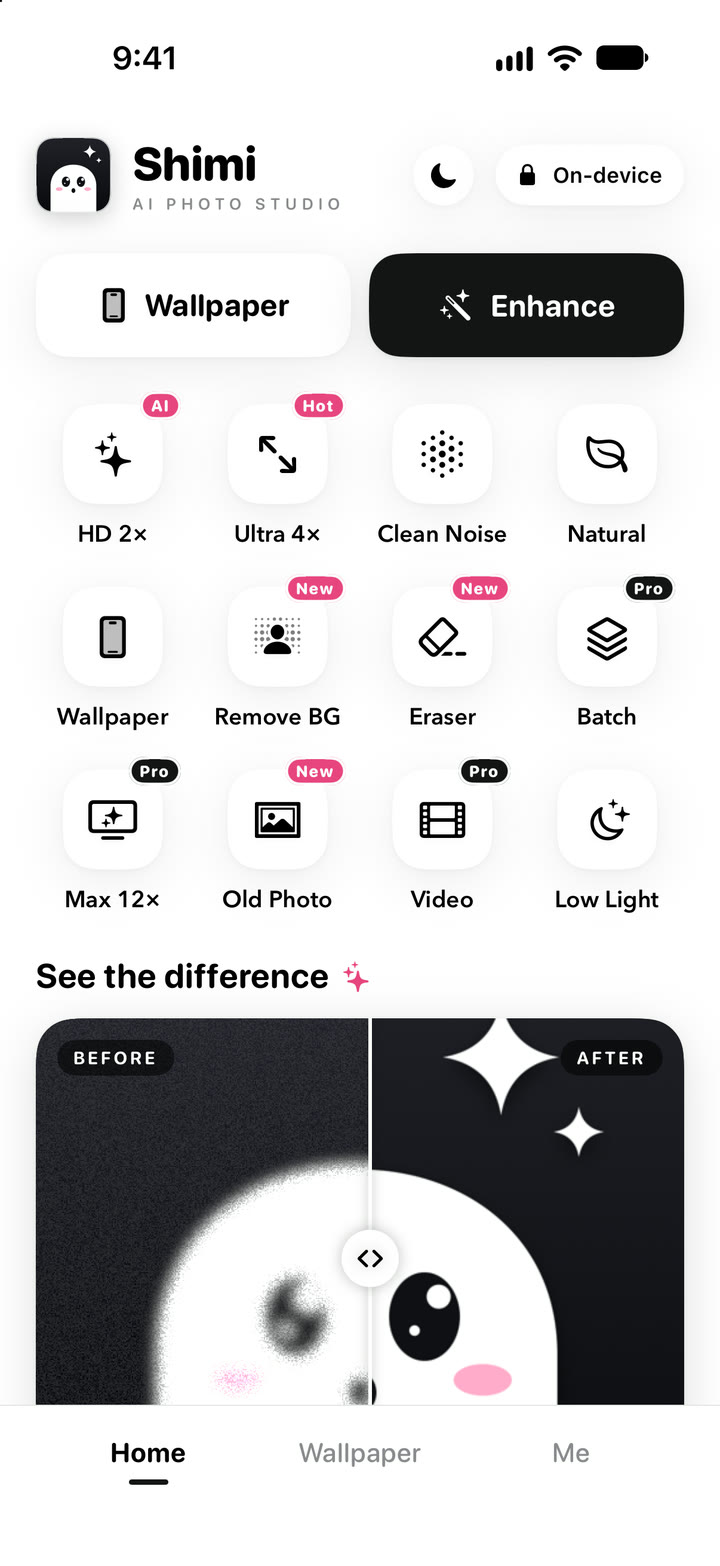 9:41
Shimi
AI PHOTO STUDIO
On-device
Wallpaper
Enhance
AI
Hot
HD 2×
Ultra 4×
Clean Noise
Natural
New
New
Pro
Wallpaper
Remove BG
Eraser
Batch
Pro
New
Pro
Max 12×
Old Photo
Video
Low Light
See the difference
BEFORE
AFTER
Home
Wallpaper
Me